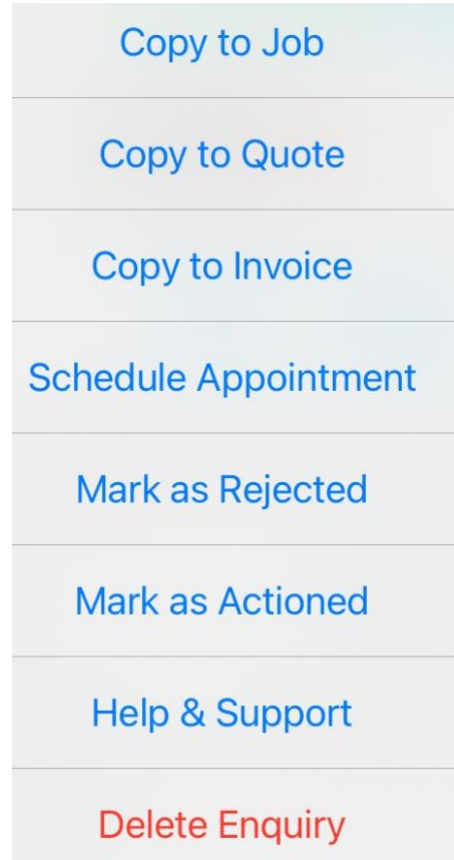 Copy to Job
Copy to Quote
Copy to Invoice
Schedule Appointment
Mark as Rejected
Mark as Actioned
Help & Support
Delete Enquiry